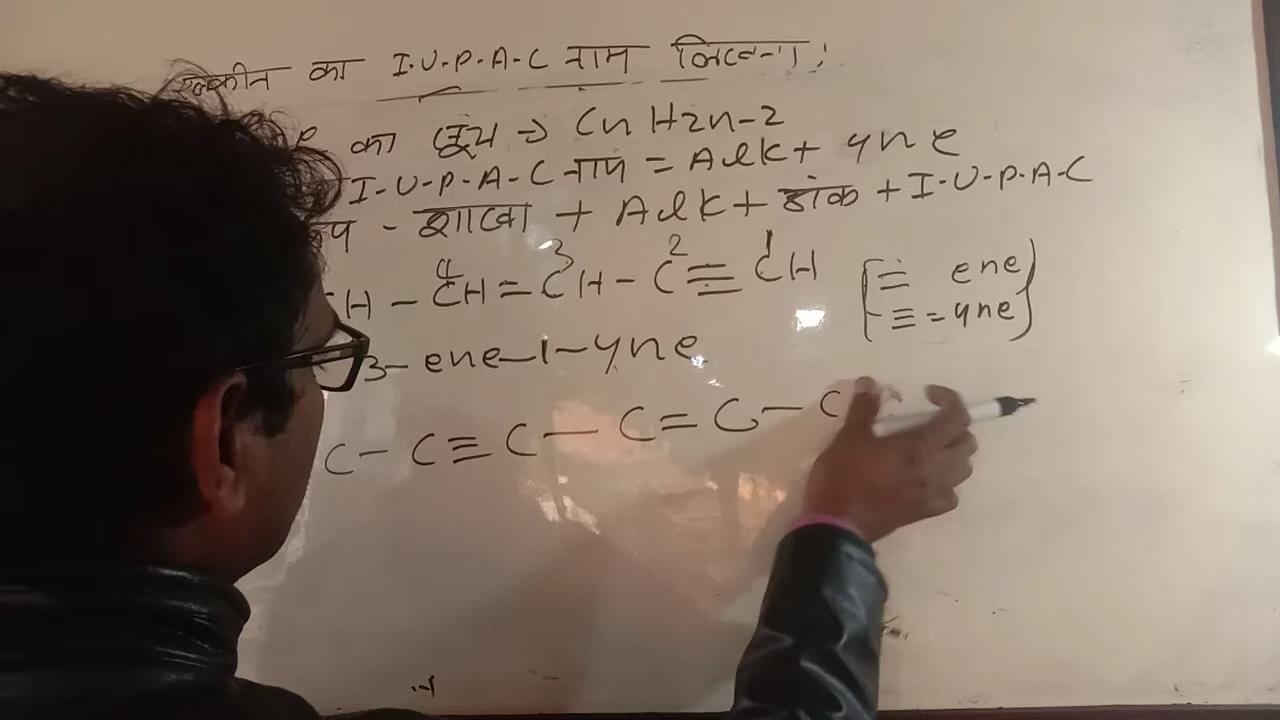 एल्कीन का I.U.P.A.C नाम लिखना!
का सूत्र → CnH2n-2
I-U-P-A-C नाम = Alk + yne
- शाखा + Alk + अंक + I-U-P-A-C
4 3 2 1
H - CH = CH - C ≡ CH
= ene
≡ = yne
3- ene-1-yne
C - C ≡ C - C = C - C